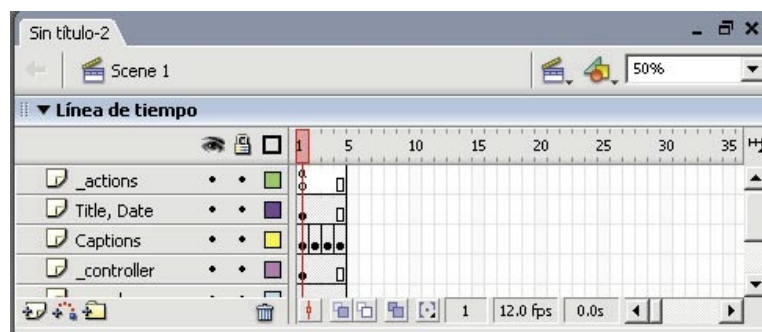 Sin título-2
Scene 1
50%
Línea de tiempo
1 5 10 15 20 25 30 35
_actions
a
Title, Date
Captions
_controller
1 12.0 fps 0.0s